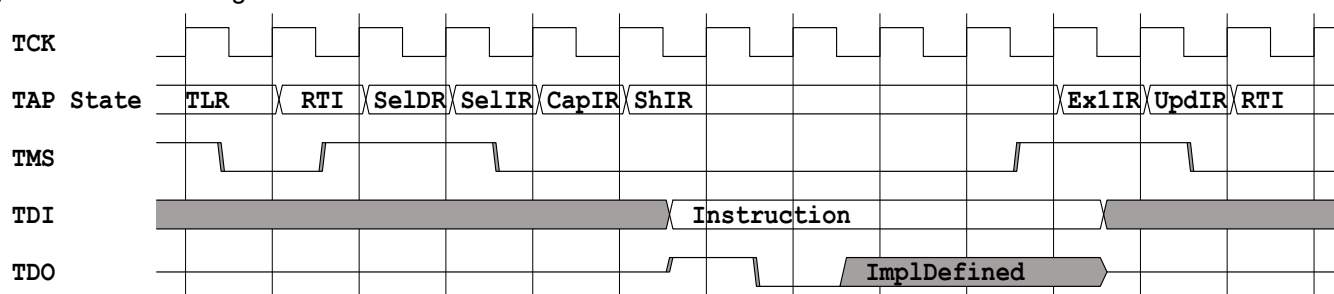 TCK
TAP State TLR RTI SelDR SelIR CapIR ShIR Ex1IR UpdIR RTI
TMS
TDI Instruction
TDO ImplDefined